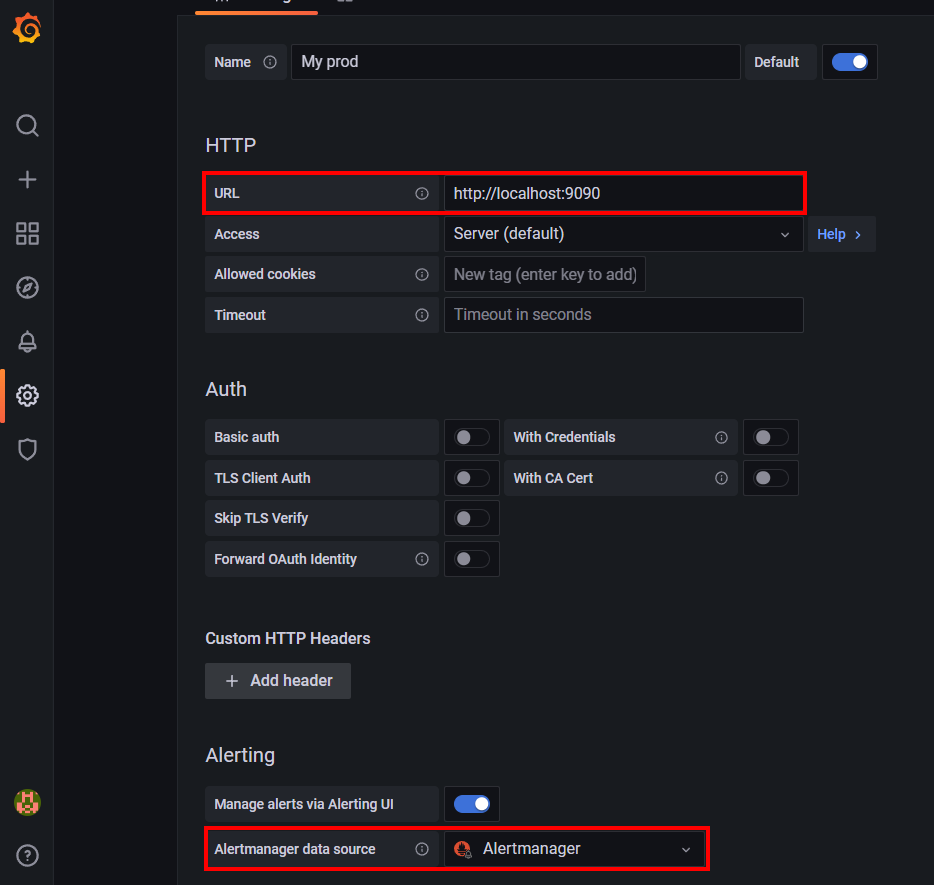 Name My prod Default
HTTP
URL http://localhost:9090
Access Server (default) Help
Allowed cookies New tag (enter key to add)
Timeout Timeout in seconds
Auth
Basic auth With Credentials
TLS Client Auth With CA Cert
Skip TLS Verify
Forward OAuth Identity
Custom HTTP Headers
+ Add header
Alerting
Manage alerts via Alerting UI
Alertmanager data source Alertmanager